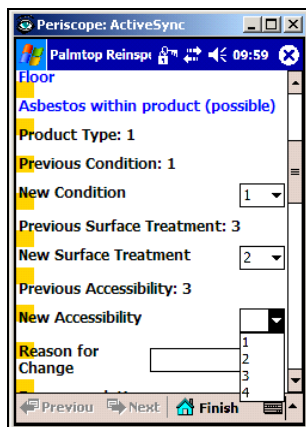 Periscope: ActiveSync
Palmtop Reinspe 09:59
Floor
Asbestos within product (possible)
Product Type: 1
Previous Condition: 1
New Condition 1
Previous Surface Treatment: 3
New Surface Treatment 2
Previous Accessibility: 3
New Accessibility
1
2
3
4
Reason for
Change
Previou Next Finish